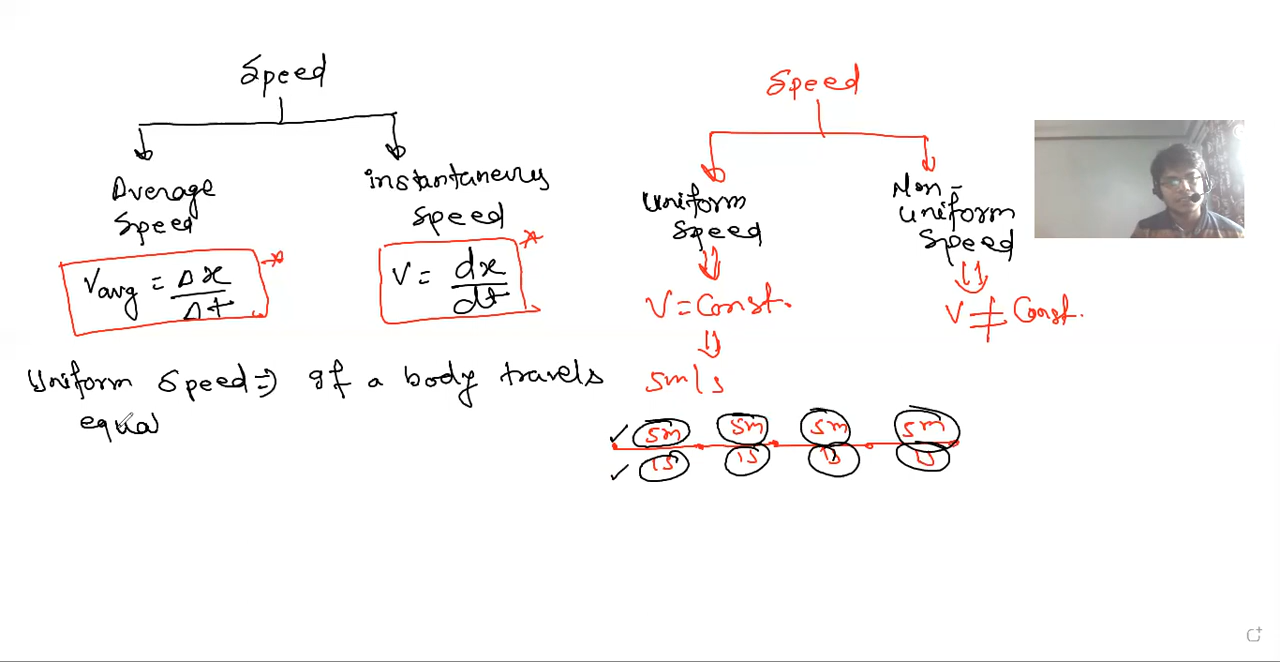 Speed
Average
Speed
instantaneous
Speed
Vavg = Δx/Δt
V = dx/dt
Speed
Uniform
Speed
Non-
Uniform
Speed
V = Const.
V ≠ Const.
5m/s
Uniform Speed ⇒ If a body travels
equal
5m 5m 5m 5m
1s 1s 1s 1s